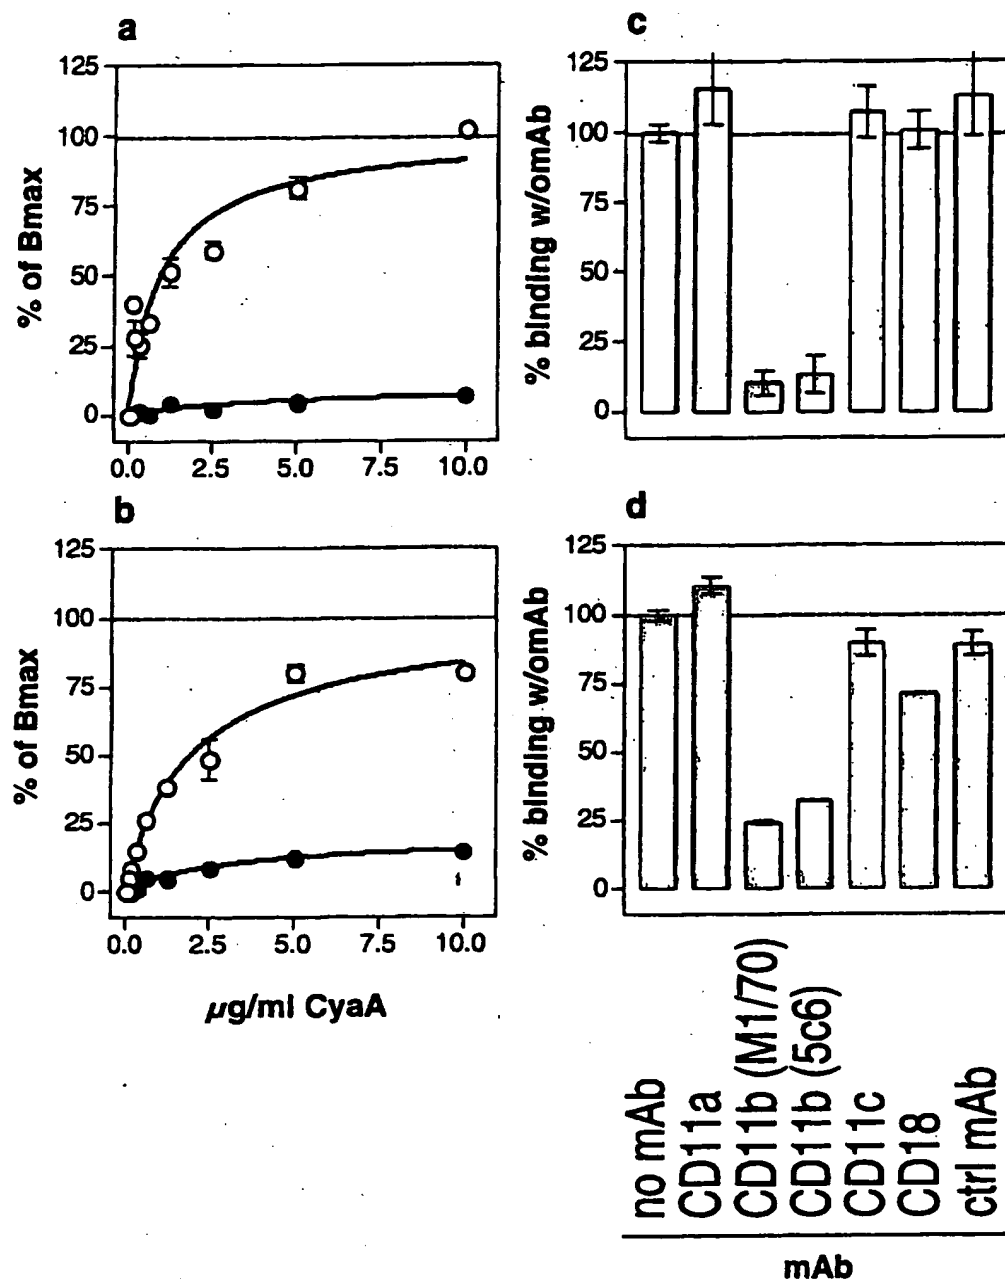 a
125
100
75
50
25
0
% of Bmax
0.0 2.5 5.0 7.5 10.0
b
125
100
75
50
25
0
% of Bmax
0.0 2.5 5.0 7.5 10.0
µg/ml CyaA
c
125
100
75
50
25
0
% binding w/omAb
d
125
100
75
50
25
0
% binding w/omAb
no mAb
CD11a
CD11b (M1/70)
CD11b (5c6)
CD11c
CD18
ctrl mAb
mAb